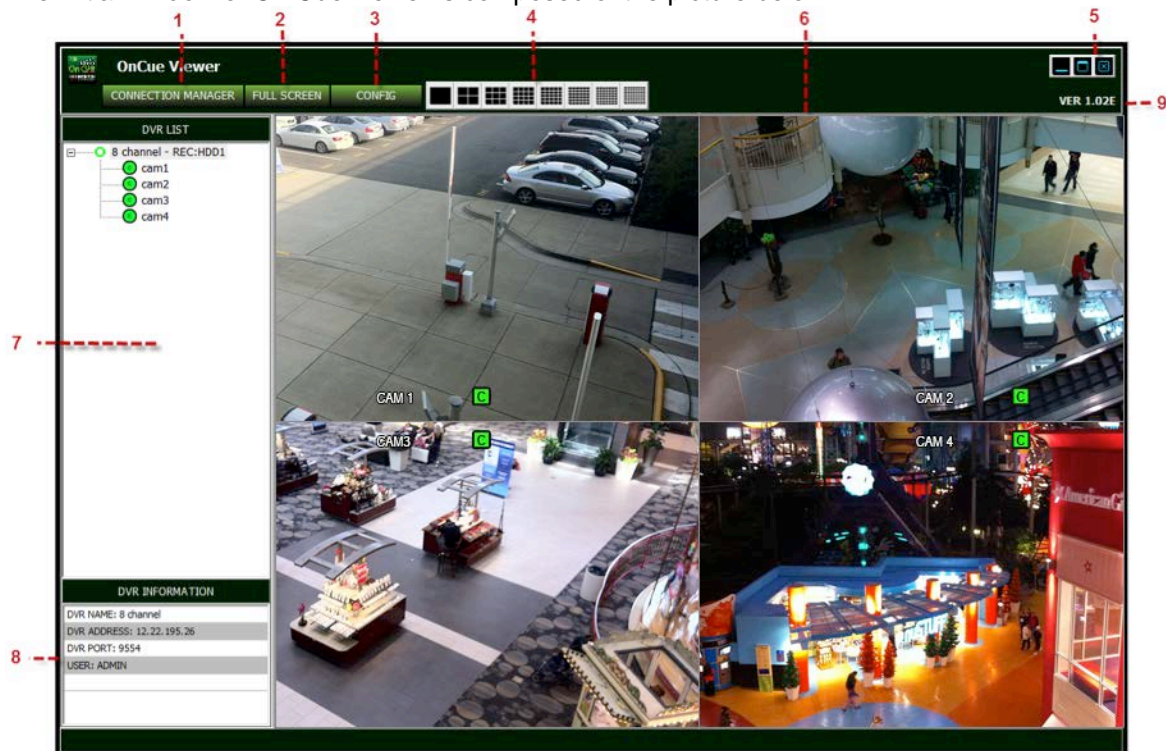 1 2 3 4 6 5
OnCue Viewer
CONNECTION MANAGER FULL SCREEN CONFIG
VER 1.02E
9
DVR LIST
8 channel - REC:HDD1
cam1
cam2
cam3
cam4
7
CAM 1 C
CAM 2 C
CAM3 C
CAM 4 C
DVR INFORMATION
DVR NAME: 8 channel
DVR ADDRESS: 12.22.195.26
DVR PORT: 9554
8
USER: ADMIN